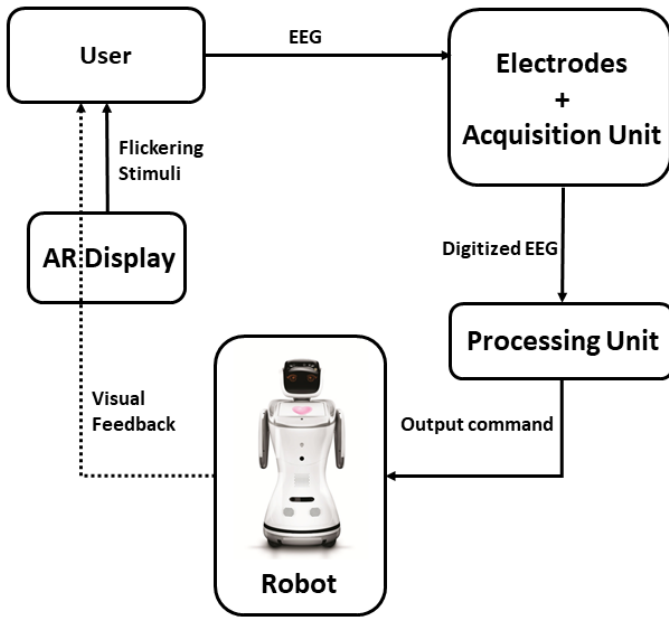 User
EEG
Electrodes
+
Acquisition Unit
Flickering
Stimuli
AR Display
Digitized EEG
Processing Unit
Visual
Feedback
Output command
Robot